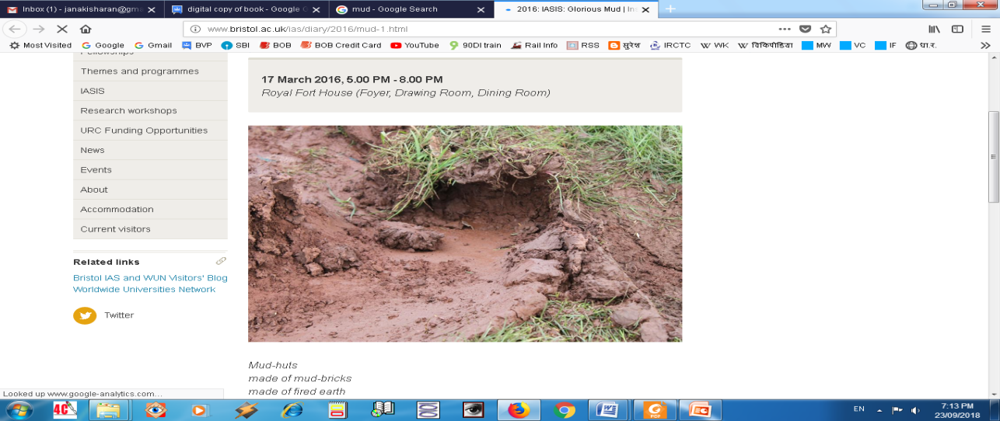 Inbox (1) - janakisharan@gma
digital copy of book - Google G
mud - Google Search
2016: IASIS: Glorious Mud | In
www.bristol.ac.uk/ias/diary/2016/mud-1.html
Most Visited Google Gmail BVP SBI BOB BOB Credit Card YouTube 90DI train Rail Info RSS सुरेश IRCTC WK विकिपीडिया MW VC IF धा.र.
Fellowships
Themes and programmes
IASIS
Research workshops
URC Funding Opportunities
News
Events
About
Accommodation
Current visitors
Related links
Bristol IAS and WUN Visitors' Blog
Worldwide Universities Network
Twitter
17 March 2016, 5.00 PM - 8.00 PM
Royal Fort House (Foyer, Drawing Room, Dining Room)
Mud-huts
made of mud-bricks
made of fired earth
Looked up www.google-analytics.com...
EN
7:13 PM
23/09/2018